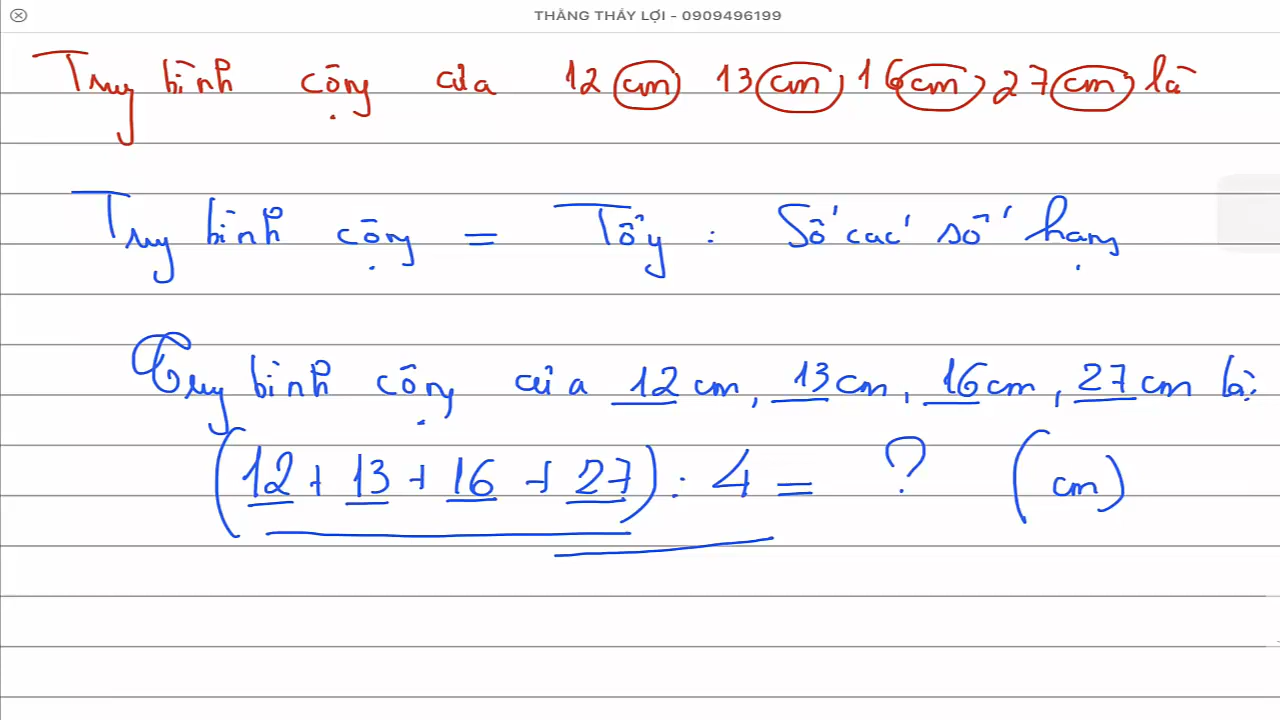 THẦNG THẦY LỢI - 0909496199
Trung bình cộng của 12 cm 13 cm, 16 cm, 27 cm là
Trung bình cộng = Tổng : Số các số hạng
Trung bình cộng của 12 cm, 13 cm, 16 cm, 27 cm là:
(12 + 13 + 16 + 27) : 4 = ? (cm)